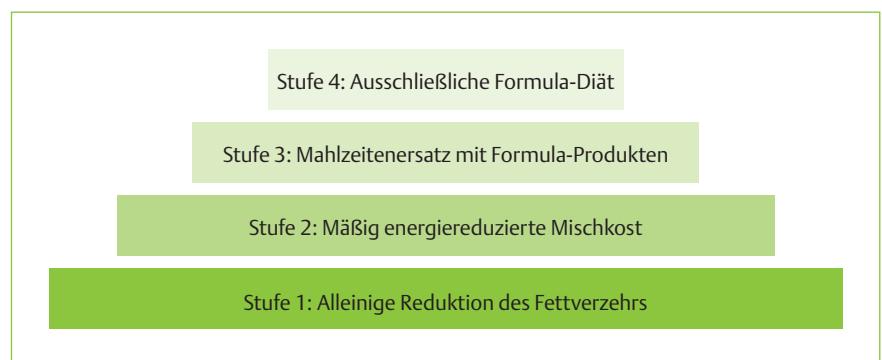 Stufe 4: Ausschließliche Formula-Diät
Stufe 3: Mahlzeitenersatz mit Formula-Produkten
Stufe 2: Mäßig energiereduzierte Mischkost
Stufe 1: Alleinige Reduktion des Fettverzehrs